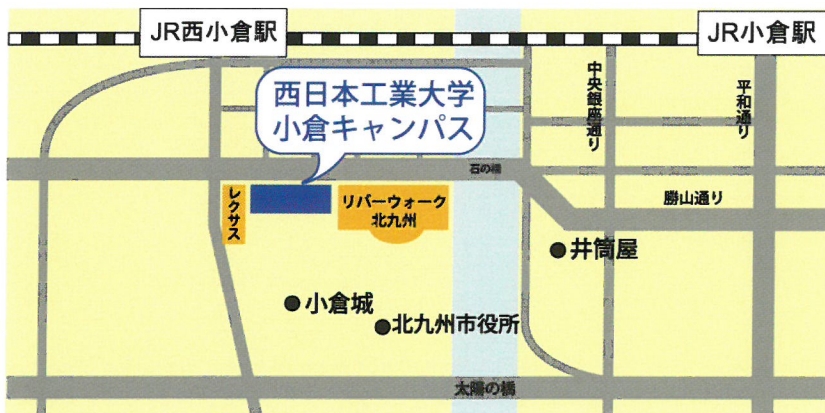 JR西小倉駅
JR小倉駅
西日本工業大学
小倉キャンパス
中央銀座通り
平和通り
石の橋
レクサス
リバーウォーク
北九州
勝山通り
井筒屋
小倉城
北九州市役所
太陽の橋